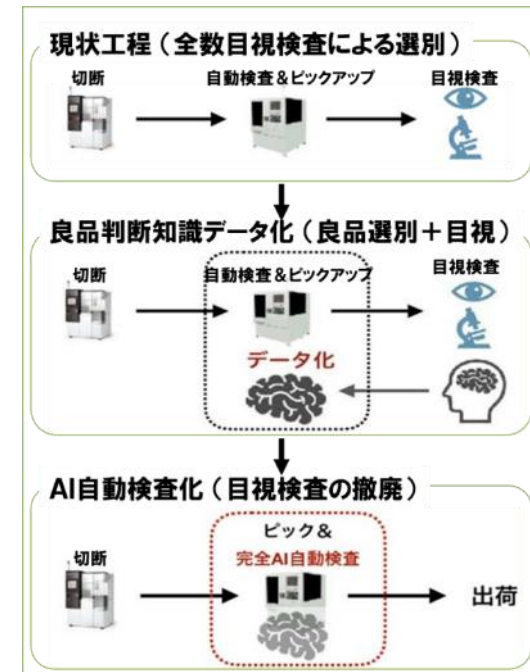 現状工程（全数目視検査による選別）
切断
自動検査＆ピックアップ
目視検査
良品判断知識データ化（良品選別＋目視）
切断
自動検査＆ピックアップ
目視検査
データ化
AI自動検査化（目視検査の撤廃）
切断
ピック＆
完全AI自動検査
出荷